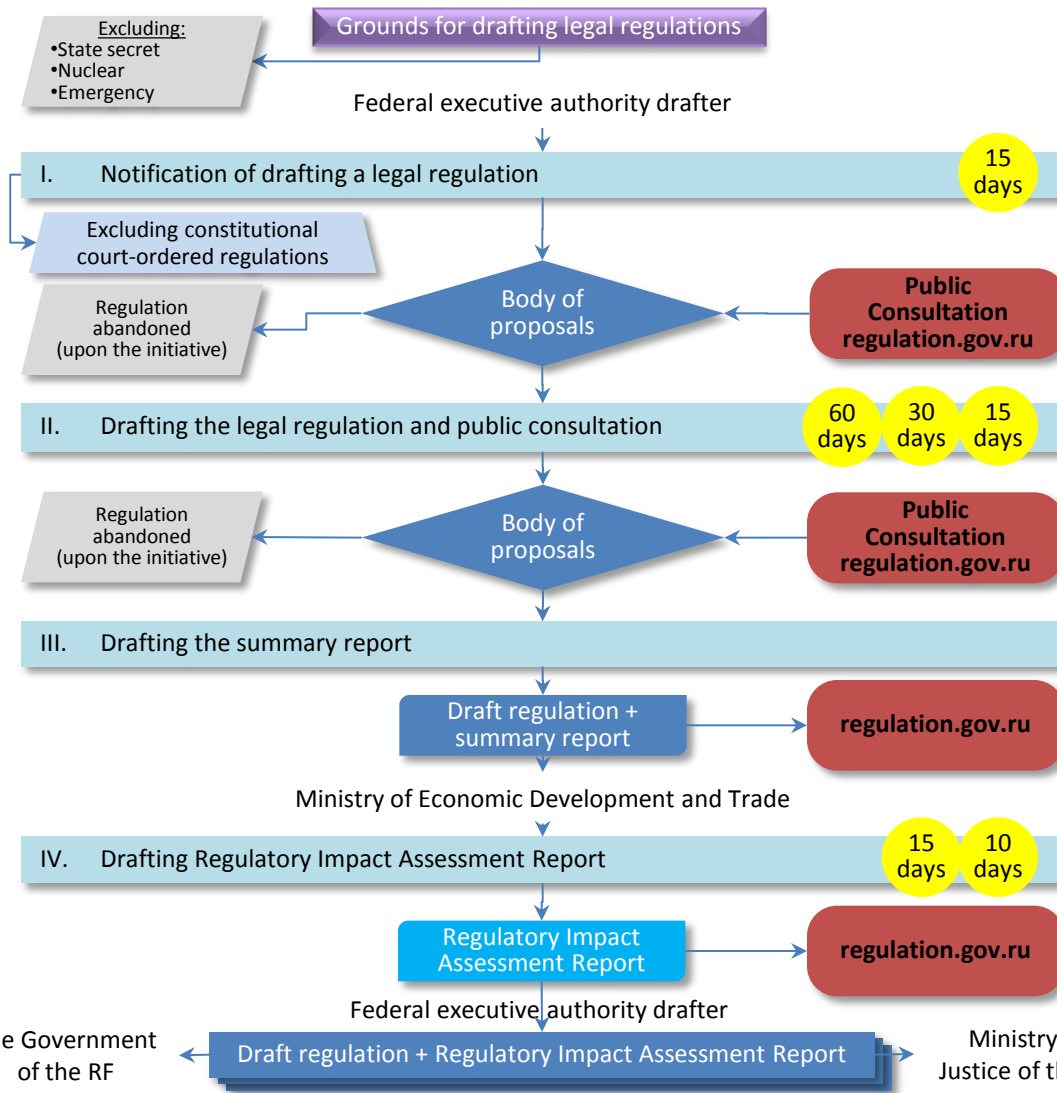 Excluding:
•State secret
•Nuclear
•Emergency
Grounds for drafting legal regulations
Federal executive authority drafter
I. Notification of drafting a legal regulation
15
days
Excluding constitutional
court-ordered regulations
Regulation
abandoned
(upon the initiative)
Body of
proposals
Public
Consultation
regulation.gov.ru
II. Drafting the legal regulation and public consultation
60
days
30
days
15
days
Regulation
abandoned
(upon the initiative)
Body of
proposals
Public
Consultation
regulation.gov.ru
III. Drafting the summary report
Draft regulation +
summary report
regulation.gov.ru
Ministry of Economic Development and Trade
IV. Drafting Regulatory Impact Assessment Report
15
days
10
days
Regulatory Impact
Assessment Report
regulation.gov.ru
Federal executive authority drafter
e Government
of the RF
Draft regulation + Regulatory Impact Assessment Report
Ministry
Justice of t